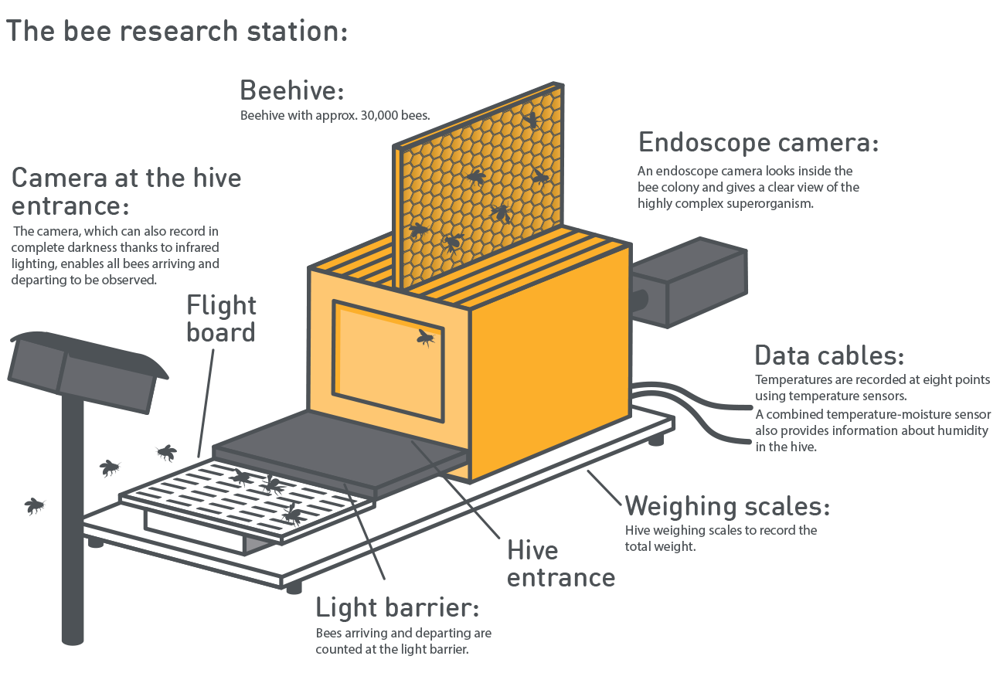 The bee research station:
Beehive:
Beehive with approx. 30,000 bees.
Endoscope camera:
An endoscope camera looks inside the
bee colony and gives a clear view of the
highly complex superorganism.
Camera at the hive
entrance:
The camera, which can also record in
complete darkness thanks to infrared
lighting, enables all bees arriving and
departing to be observed.
Flight
board
Data cables:
Temperatures are recorded at eight points
using temperature sensors.
A combined temperature-moisture sensor
also provides information about humidity
in the hive.
Weighing scales:
Hive weighing scales to record the
total weight.
Hive
entrance
Light barrier:
Bees arriving and departing are
counted at the light barrier.